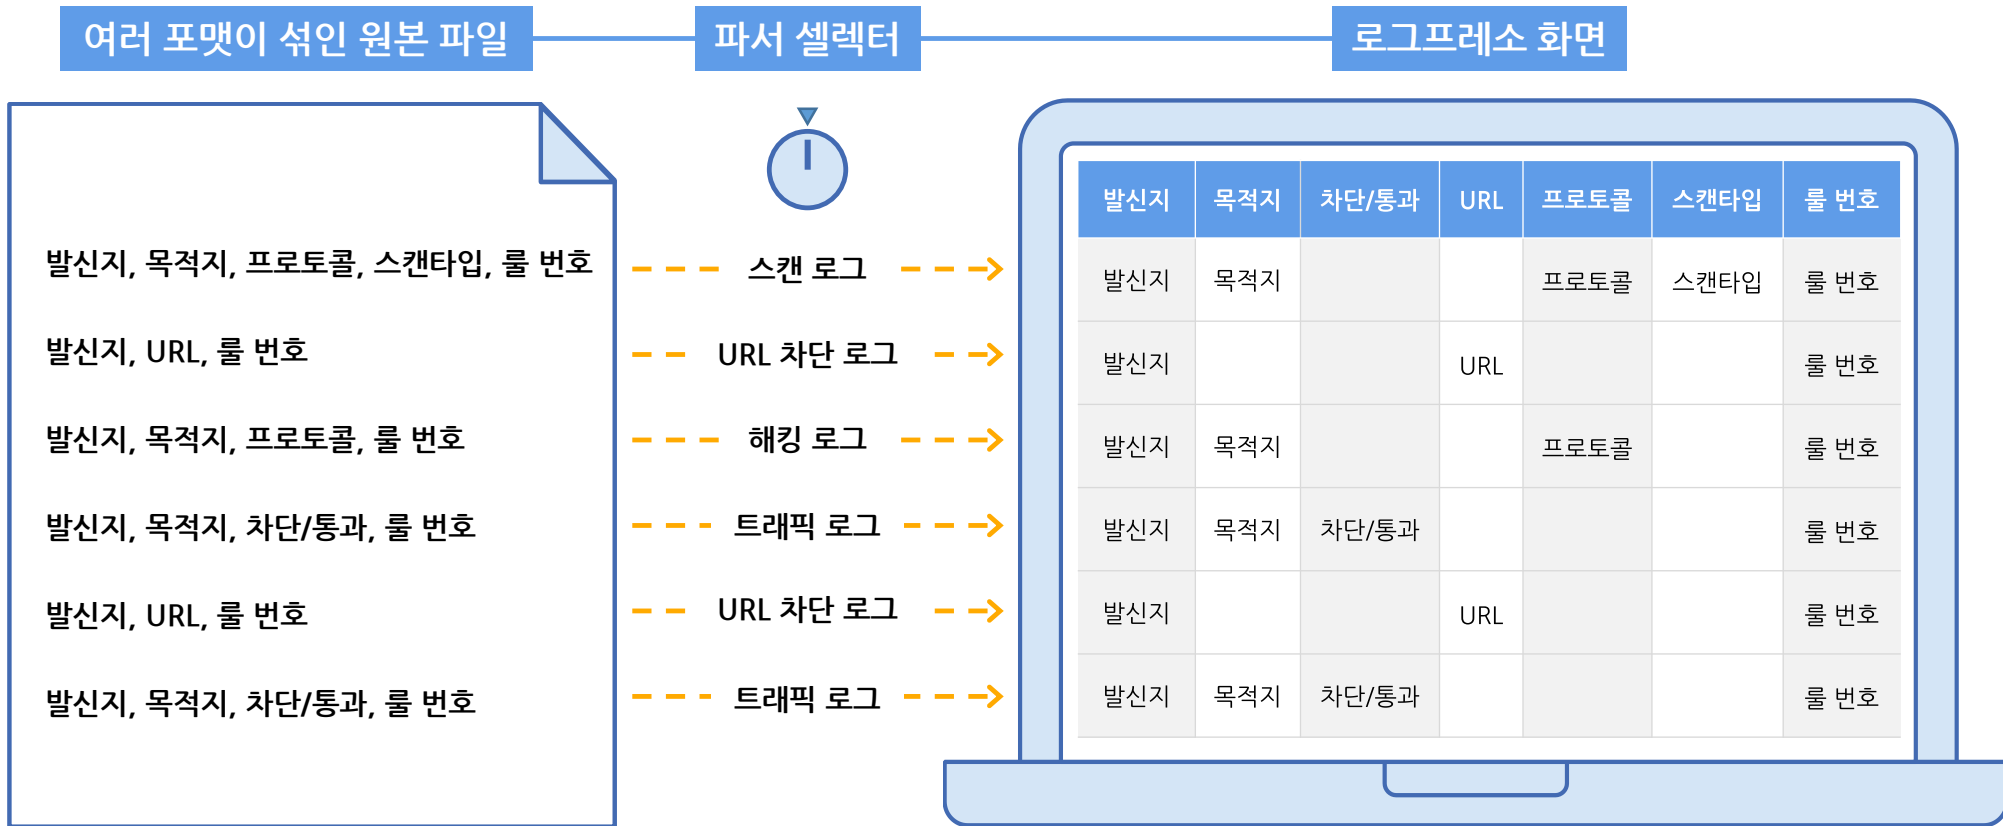 여러 포맷이 섞인 원본 파일
파서 셀렉터
로그프레소 화면
발신지, 목적지, 프로토콜, 스캔타입, 룰 번호
발신지, URL, 룰 번호
발신지, 목적지, 프로토콜, 룰 번호
발신지, 목적지, 차단/통과, 룰 번호
발신지, URL, 룰 번호
발신지, 목적지, 차단/통과, 룰 번호
스캔 로그
URL 차단 로그
해킹 로그
트래픽 로그
URL 차단 로그
트래픽 로그
발신지 목적지 차단/통과 URL 프로토콜 스캔타입 룰 번호
발신지 목적지 프로토콜 스캔타입 룰 번호
발신지 URL 룰 번호
발신지 목적지 프로토콜 룰 번호
발신지 목적지 차단/통과 룰 번호
발신지 URL 룰 번호
발신지 목적지 차단/통과 룰 번호